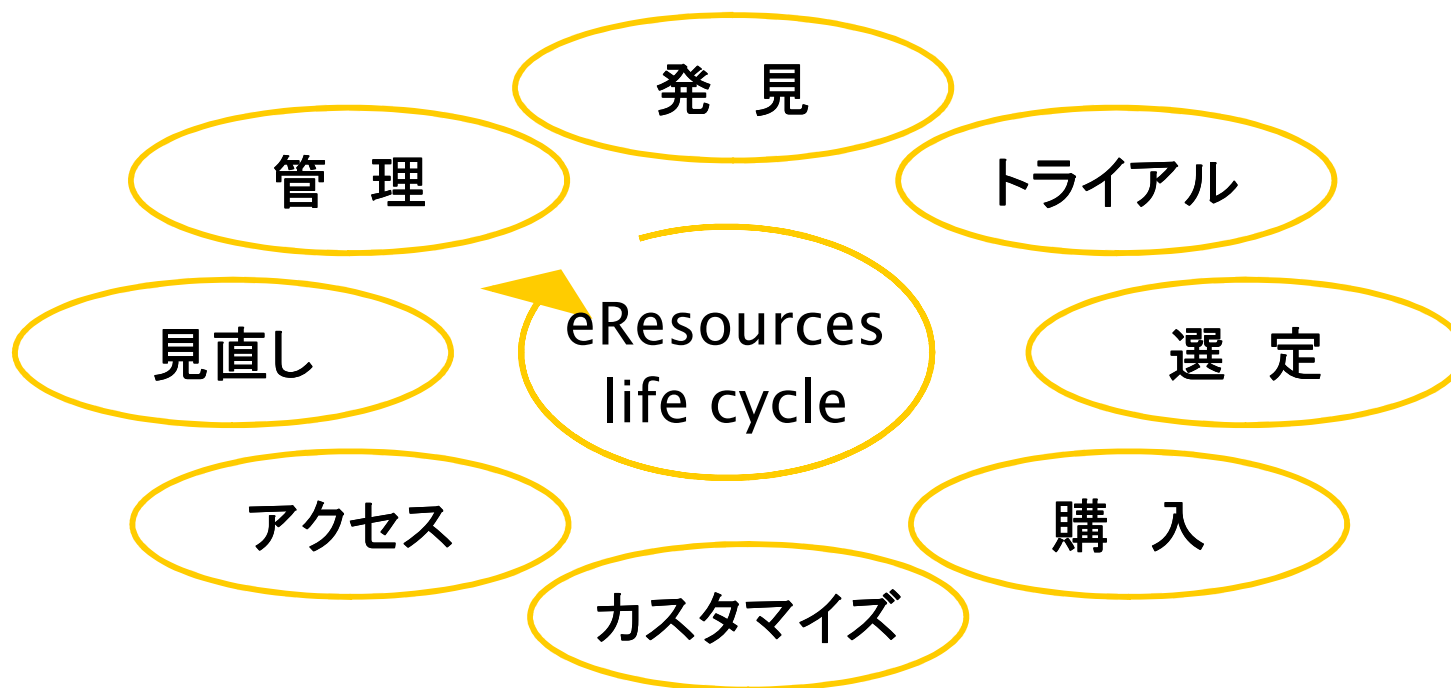 発　見
管　理
トライアル
eResources
life cycle
見直し
選　定
アクセス
購　入
カスタマイズ